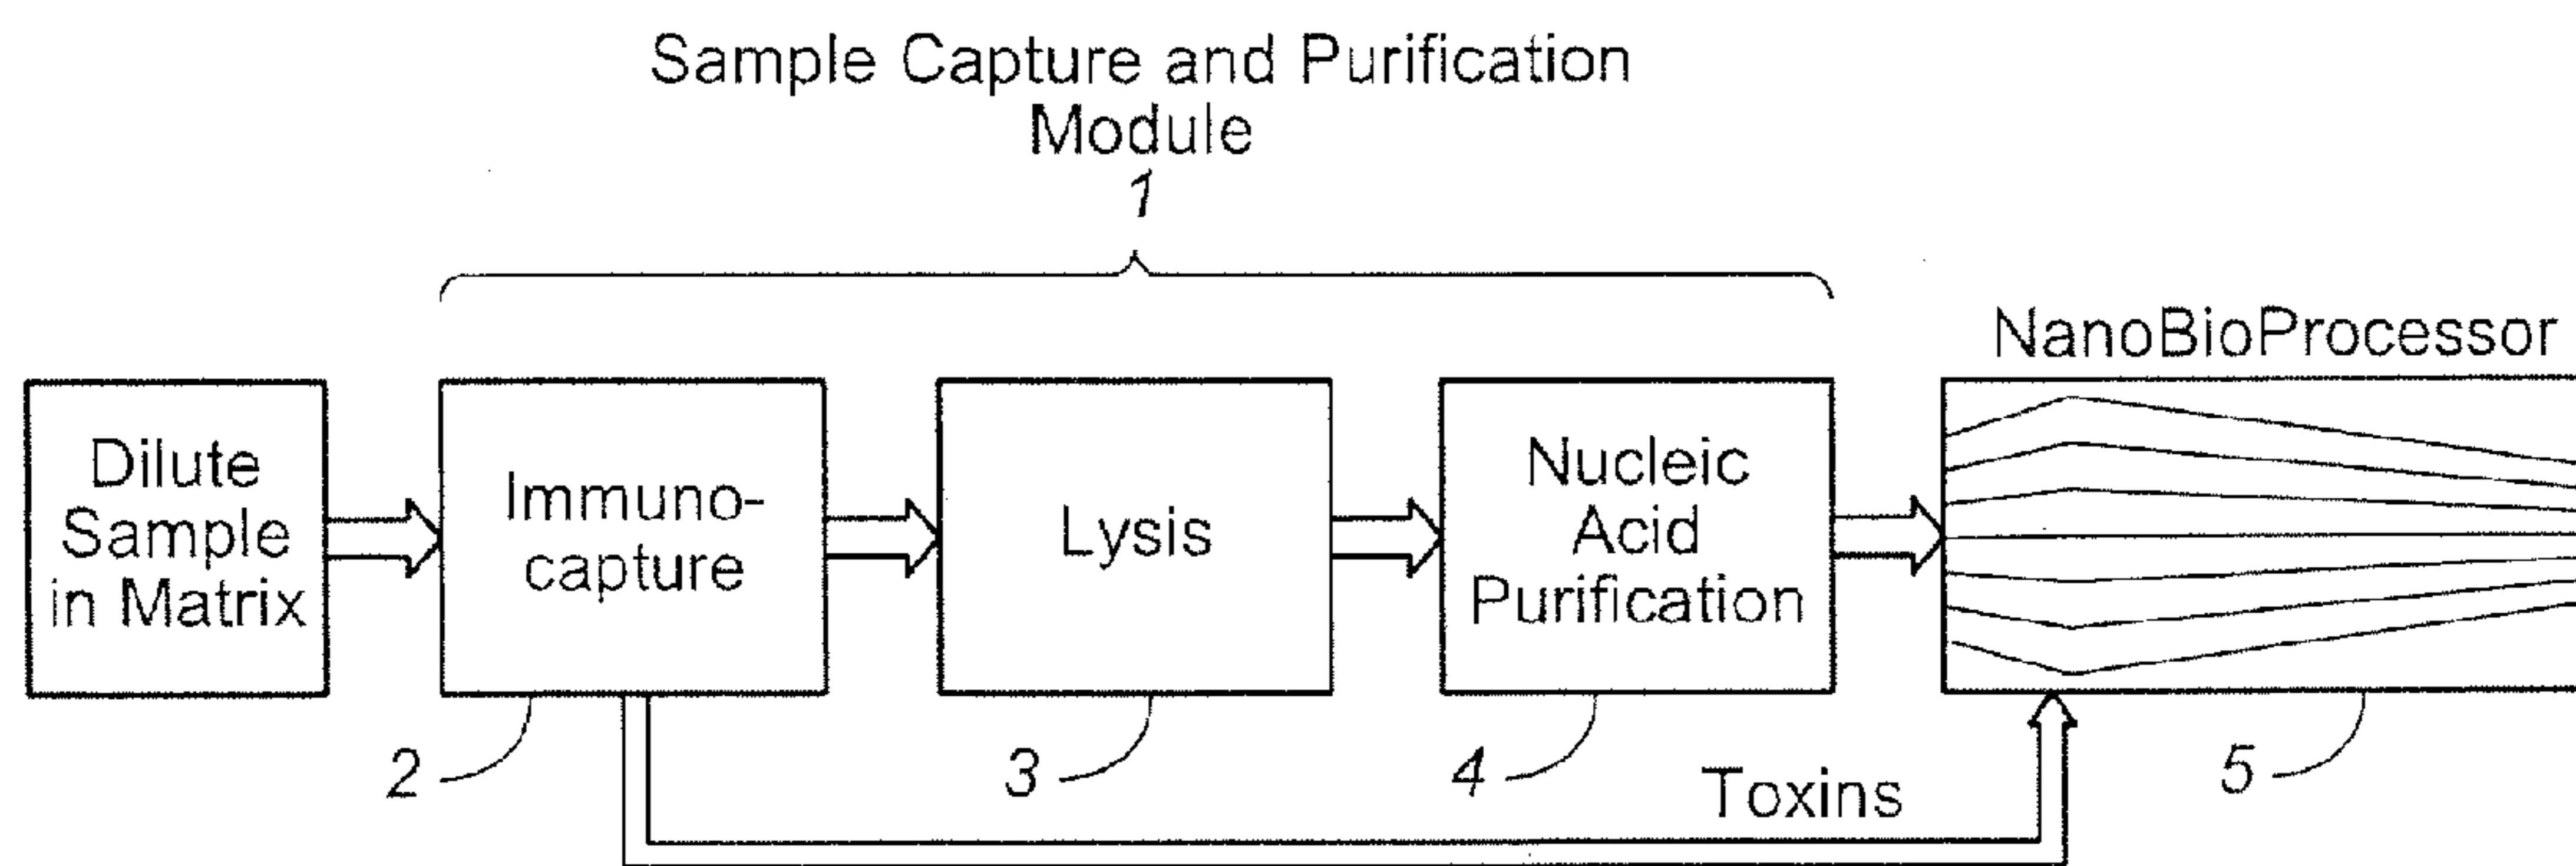 Sample Capture and Purification
Module
1
NanoBioProcessor
Dilute
Sample
in Matrix
Immuno-
capture
Lysis
Nucleic
Acid
Purification
2
3
4
Toxins
5